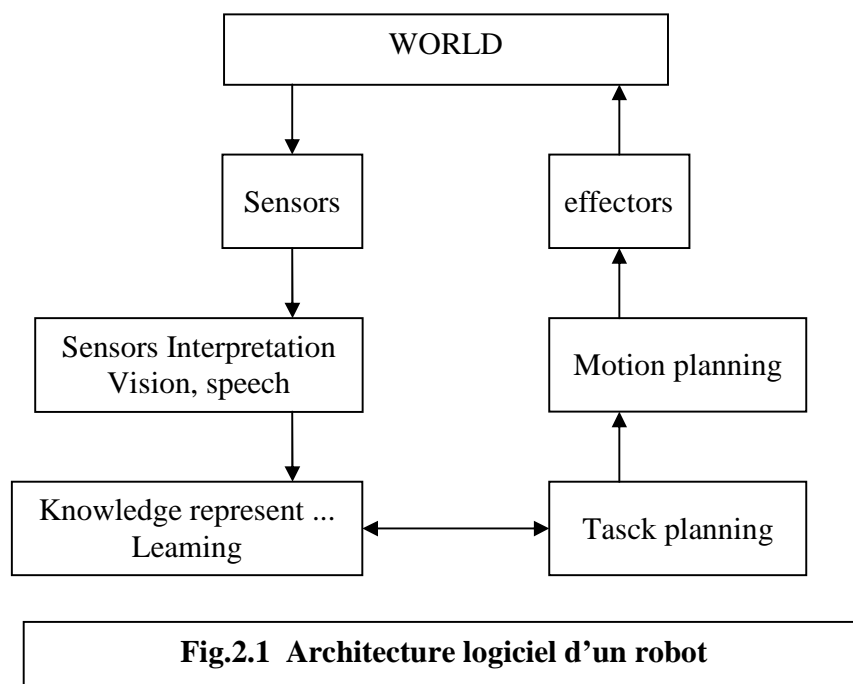 WORLD
Sensors
effectors
Sensors Interpretation
Vision, speech
Motion planning
Knowledge represent ...
Leaming
Tasck planning
Fig.2.1 Architecture logiciel d'un robot